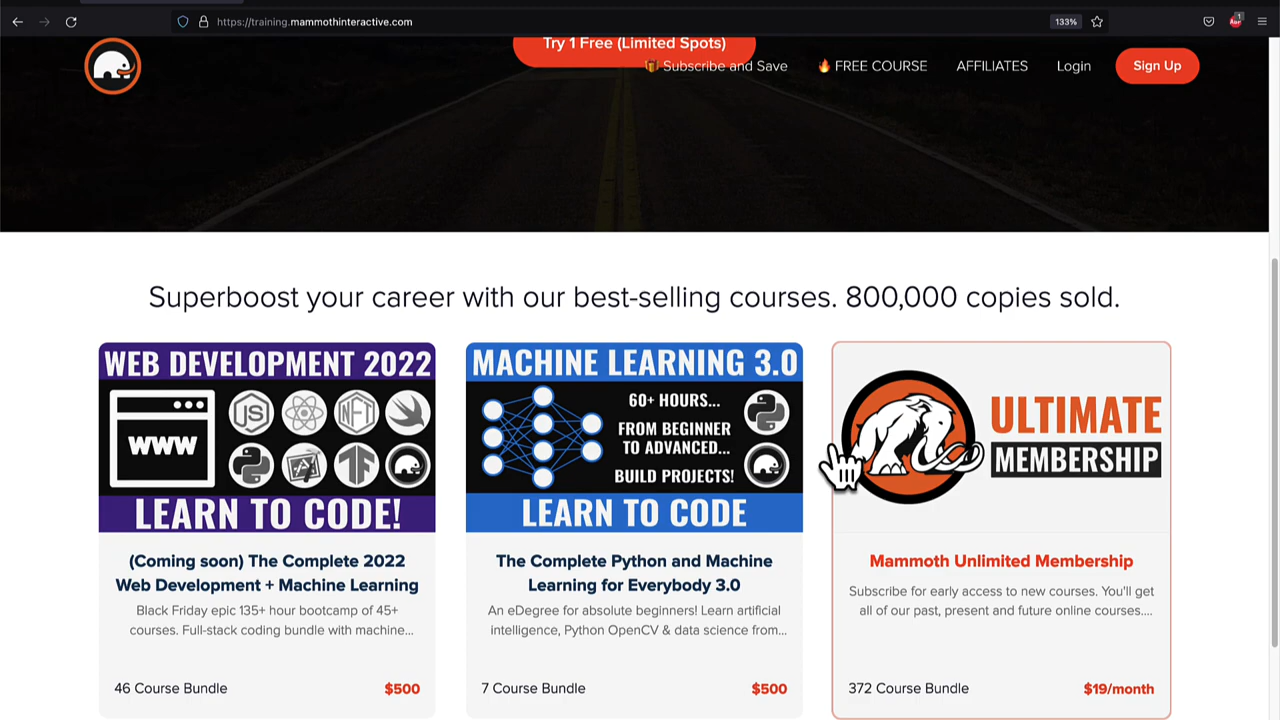 https://training.mammothinteractive.com
133%
Try 1 Free (Limited Spots)
🎁 Subscribe and Save
🔥 FREE COURSE
AFFILIATES
Login
Sign Up
Superboost your career with our best-selling courses. 800,000 copies sold.
WEB DEVELOPMENT 2022
WWW
JS
NFT
LEARN TO CODE!
(Coming soon) The Complete 2022
Web Development + Machine Learning
Black Friday epic 135+ hour bootcamp of 45+
courses. Full-stack coding bundle with machine...
46 Course Bundle
$500
MACHINE LEARNING 3.0
60+ HOURS...
FROM BEGINNER
TO ADVANCED...
BUILD PROJECTS!
LEARN TO CODE
The Complete Python and Machine
Learning for Everybody 3.0
An eDegree for absolute beginners! Learn artificial
intelligence, Python OpenCV & data science from...
7 Course Bundle
$500
ULTIMATE
MEMBERSHIP
Mammoth Unlimited Membership
Subscribe for early access to new courses. You'll get
all of our past, present and future online courses....
372 Course Bundle
$19/month